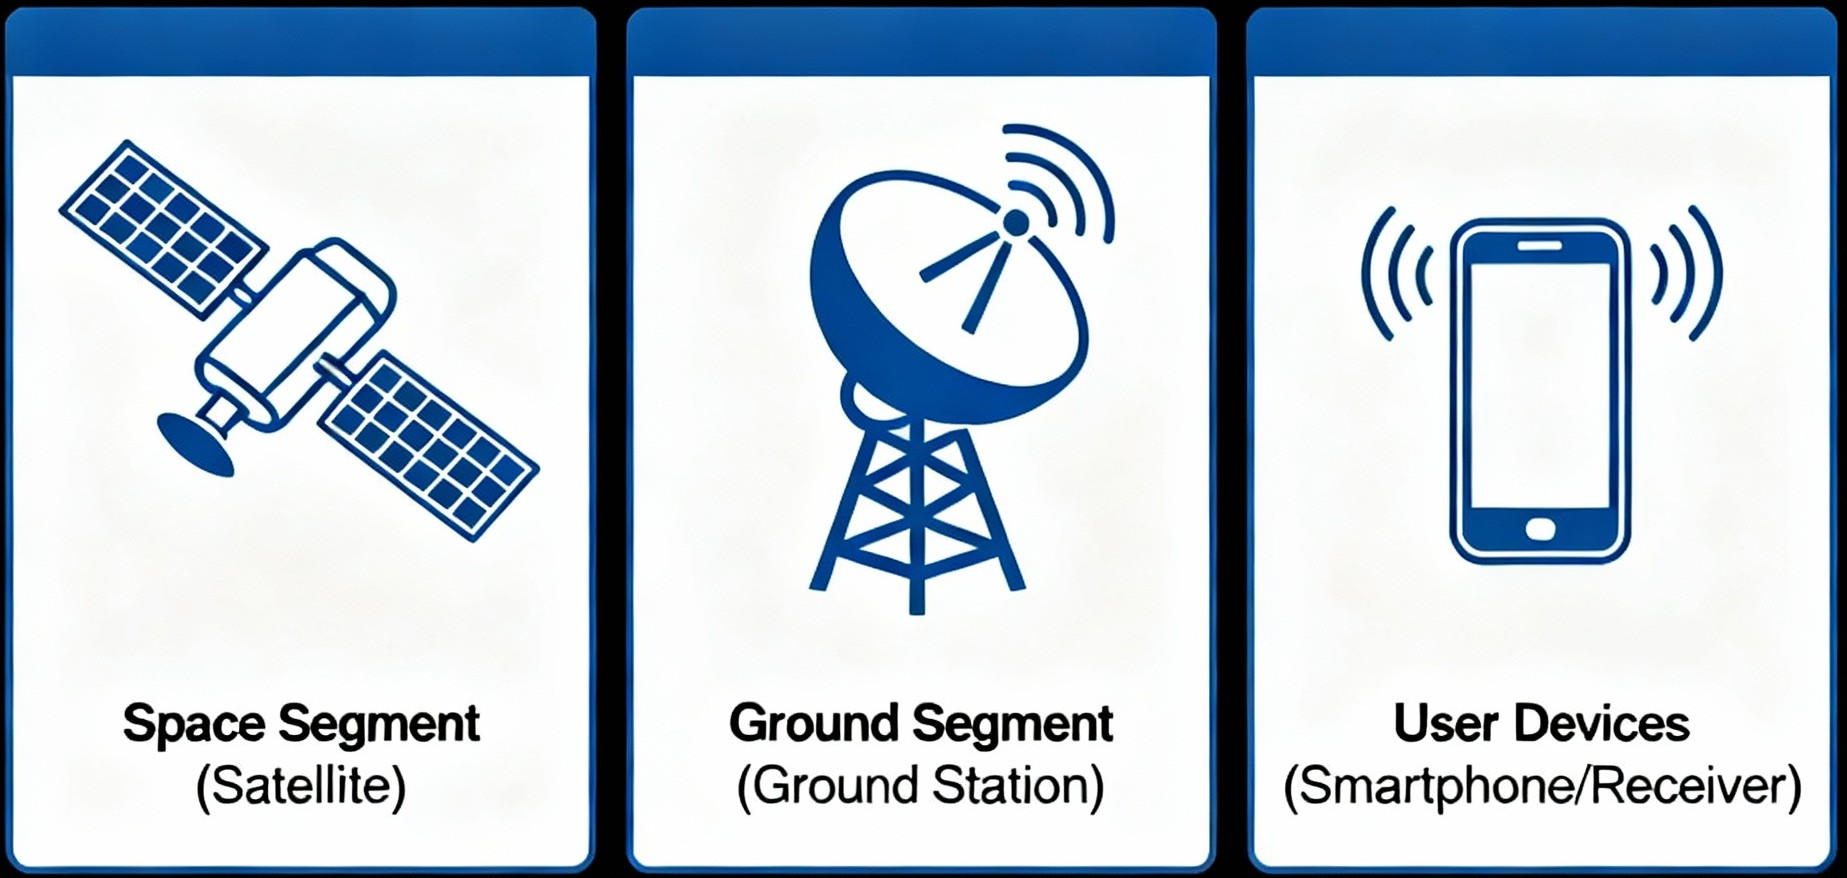 Space Segment
(Satellite)
Ground Segment
(Ground Station)
User Devices
(Smartphone/Receiver)